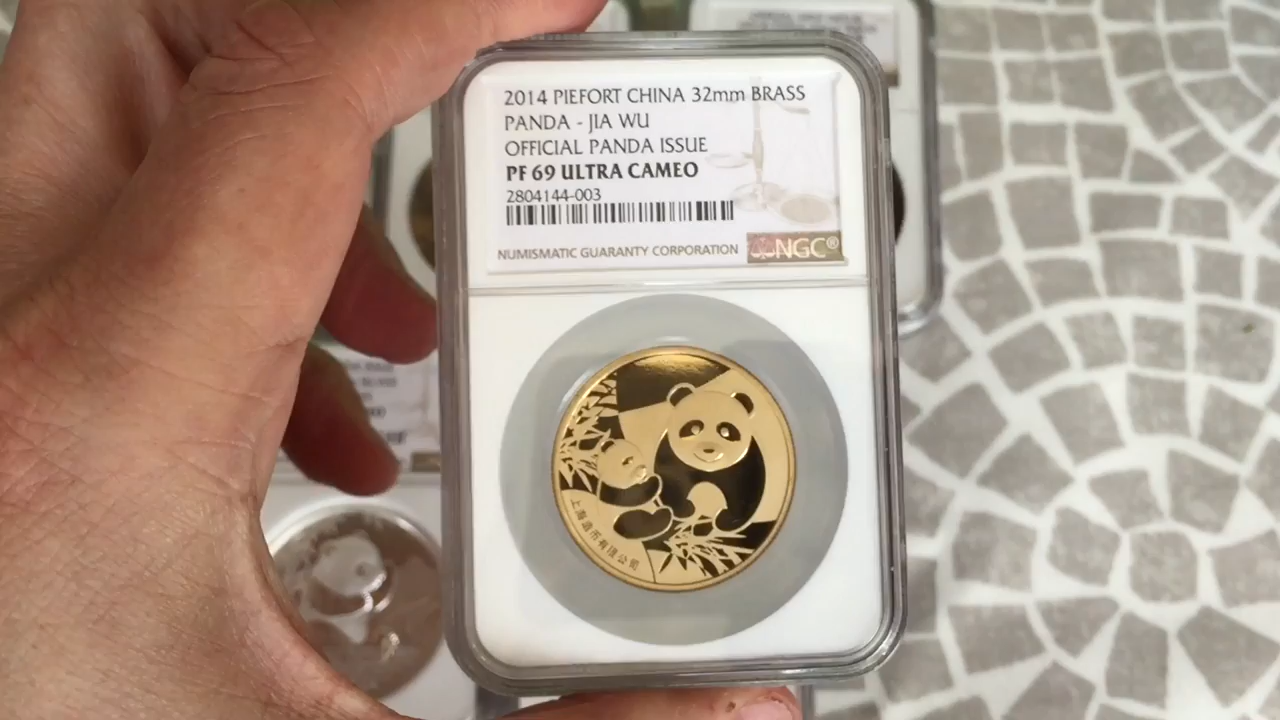 2014 PIEFORT CHINA 32mm BRASS
PANDA - JIA WU
OFFICIAL PANDA ISSUE
PF 69 ULTRA CAMEO
2804144-003
NUMISMATIC GUARANTY CORPORATION
NGC®
上海造币有限公司